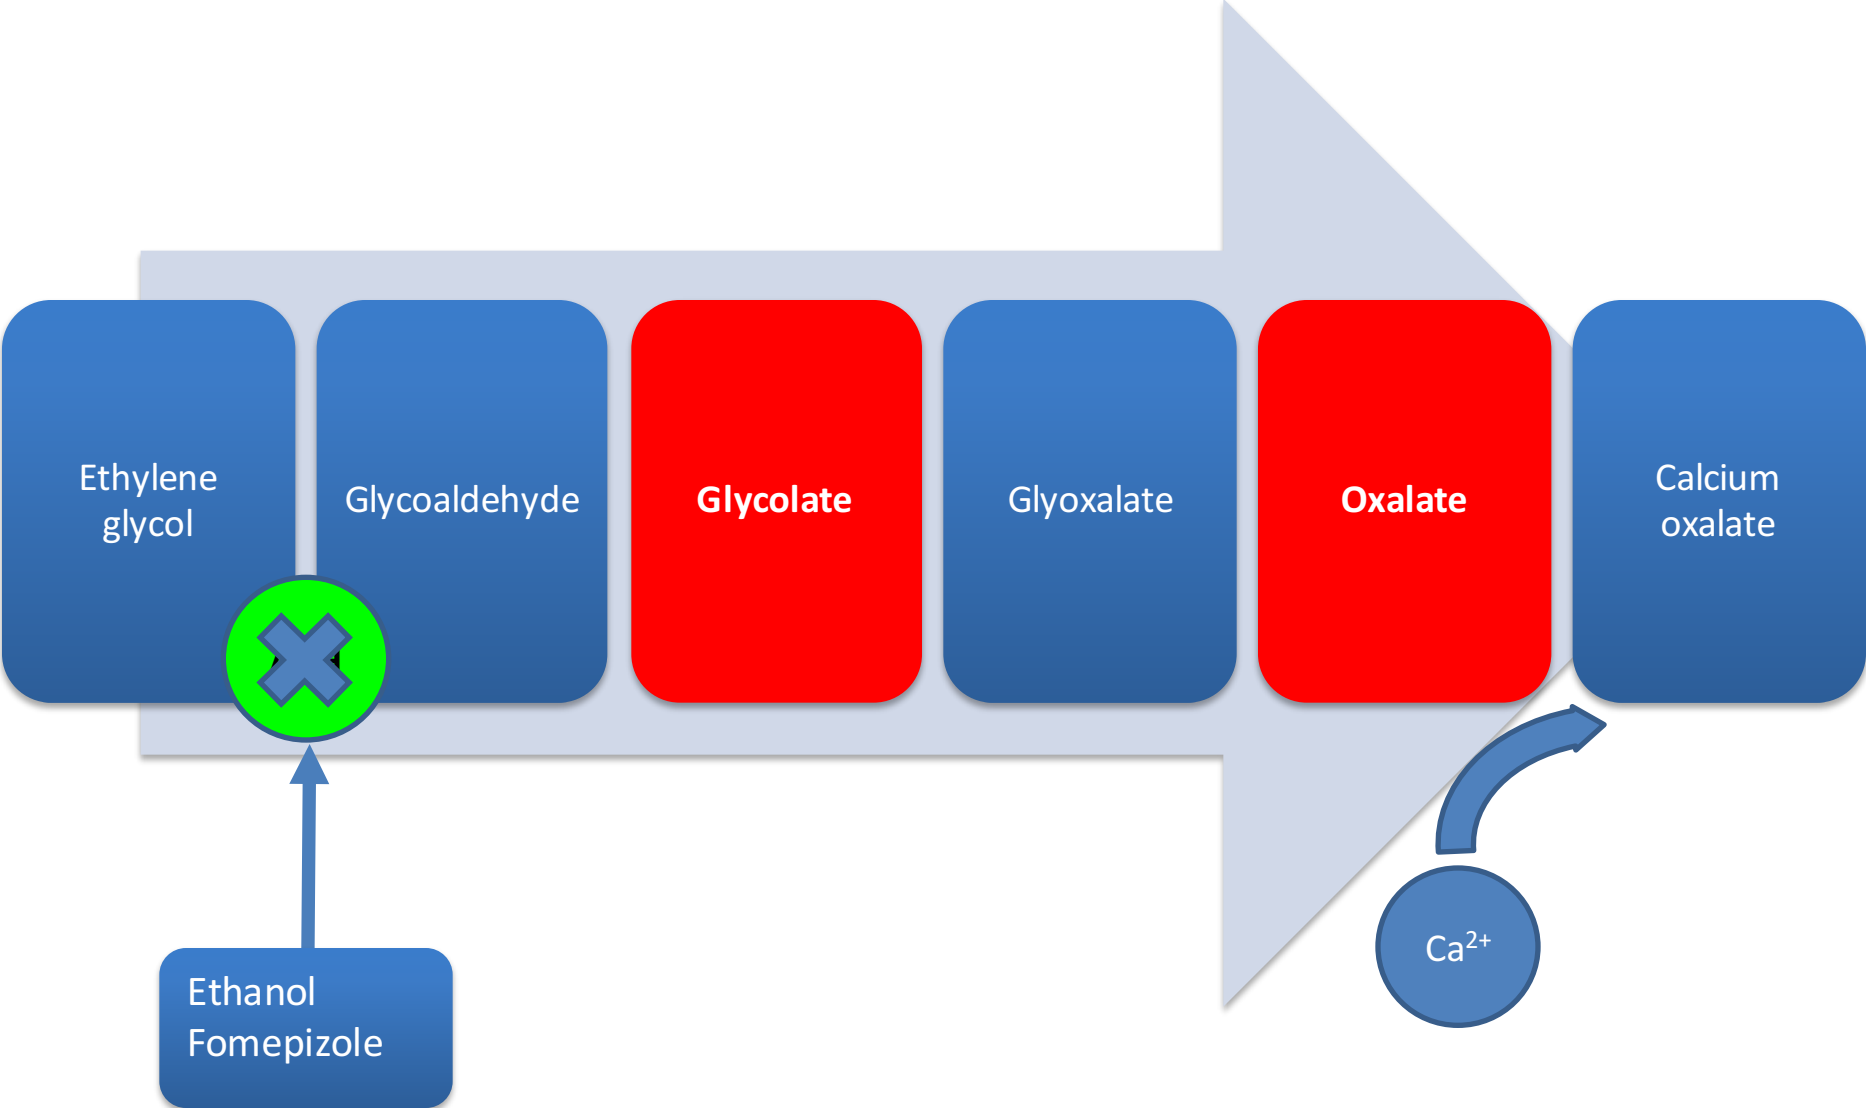 Ethylene
glycol
Glycoaldehyde
Glycolate
Glyoxalate
Oxalate
Calcium
oxalate
Ca²⁺
Ethanol
Fomepizole